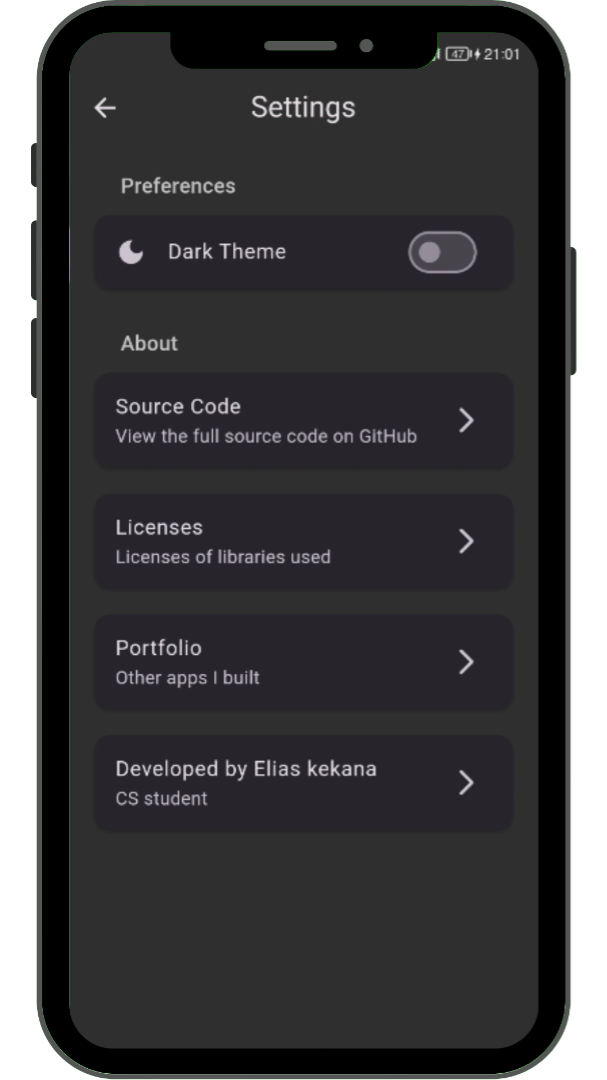 47 21:01
Settings
Preferences
Dark Theme
About
Source Code
View the full source code on GitHub
Licenses
Licenses of libraries used
Portfolio
Other apps I built
Developed by Elias kekana
CS student